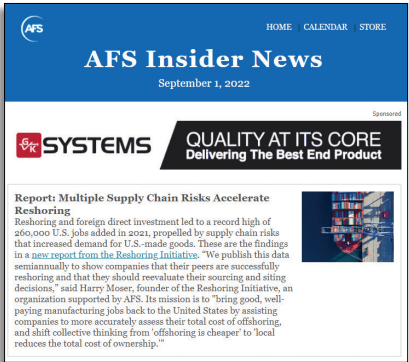 AFS
HOME CALENDAR STORE
AFS Insider News
September 1, 2022
Sponsored
GK SYSTEMS
QUALITY AT ITS CORE
Delivering The Best End Product
Report: Multiple Supply Chain Risks Accelerate
Reshoring
Reshoring and foreign direct investment led to a record high of
260,000 U.S. jobs added in 2021, propelled by supply chain risks
that increased demand for U.S.-made goods. These are the findings
in a new report from the Reshoring Initiative. “We publish this data
semiannually to show companies that their peers are successfully
reshoring and that they should reevaluate their sourcing and siting
decisions,” said Harry Moser, founder of the Reshoring Initiative, an
organization supported by AFS. Its mission is to "bring good, well-
paying manufacturing jobs back to the United States by assisting
companies to more accurately assess their total cost of offshoring,
and shift collective thinking from 'offshoring is cheaper' to 'local
reduces the total cost of ownership.'"